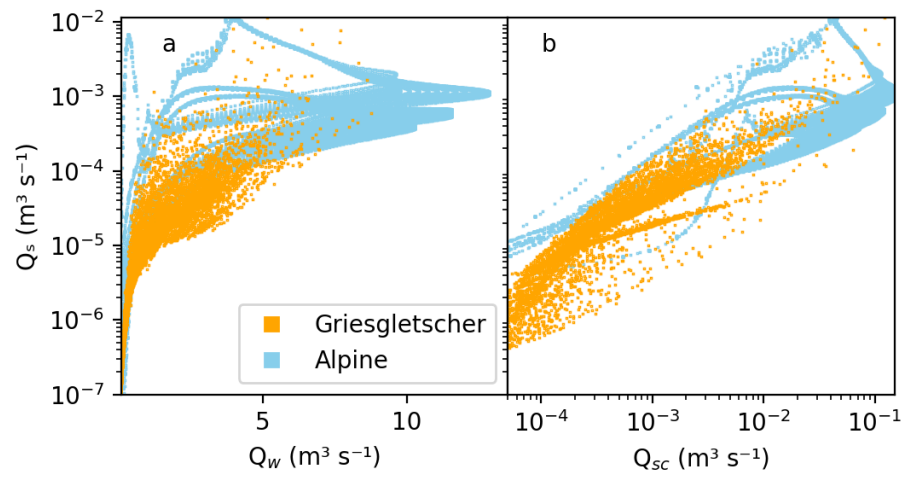 a
b
10⁻²
10⁻³
10⁻⁴
10⁻⁵
10⁻⁶
10⁻⁷
Qₛ (m³ s⁻¹)
Griesgletscher
Alpine
5 10
10⁻⁴ 10⁻³ 10⁻² 10⁻¹
Q_w (m³ s⁻¹)
Q_sc (m³ s⁻¹)